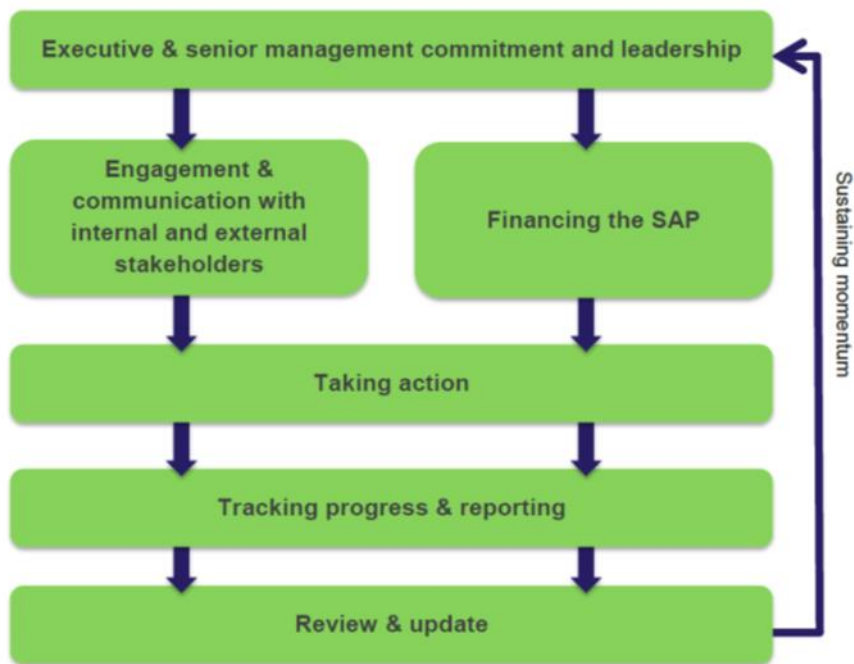 Executive & senior management commitment and leadership
Engagement &
communication with
internal and external
stakeholders
Financing the SAP
Taking action
Tracking progress & reporting
Review & update
Sustaining momentum